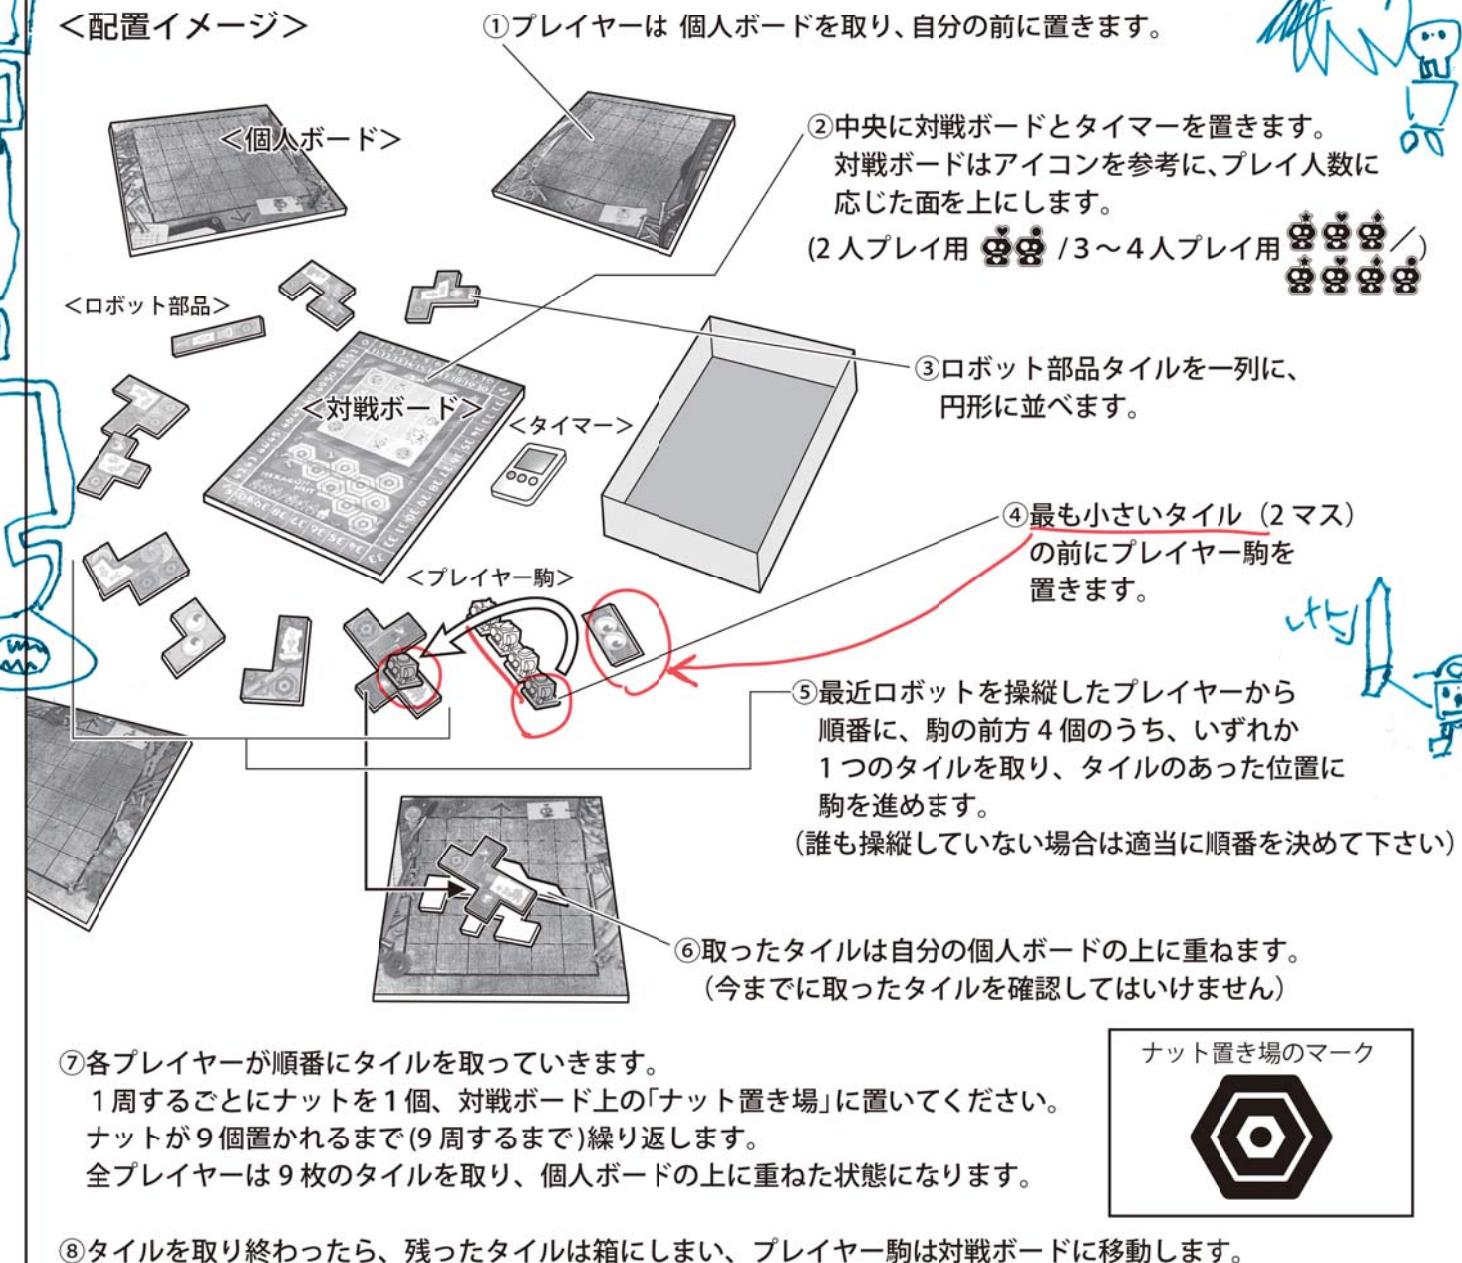 ＜配置イメージ＞
①プレイヤーは 個人ボードを取り、自分の前に置きます。
＜個人ボード＞
②中央に対戦ボードとタイマーを置きます。
対戦ボードはアイコンを参考に、プレイ人数に
応じた面を上にします。
(2人プレイ用 /3～4人プレイ用 ／)
＜ロボット部品＞
③ロボット部品タイルを一列に、
円形に並べます。
＜対戦ボード＞
＜タイマー＞
④最も小さいタイル（2マス）
の前にプレイヤー駒を
置きます。
＜プレイヤー駒＞
⑤最近ロボットを操縦したプレイヤーから
順番に、駒の前方4個のうち、いずれか
1つのタイルを取り、タイルのあった位置に
駒を進めます。
（誰も操縦していない場合は適当に順番を決めて下さい）
⑥取ったタイルは自分の個人ボードの上に重ねます。
（今までに取ったタイルを確認してはいけません）
⑦各プレイヤーが順番にタイルを取っていきます。
1周するごとにナットを1個、対戦ボード上の「ナット置き場」に置いてください。
ナットが9個置かれるまで(9周するまで)繰り返します。
全プレイヤーは9枚のタイルを取り、個人ボードの上に重ねた状態になります。
ナット置き場のマーク
⑧タイルを取り終わったら、残ったタイルは箱にしまい、プレイヤー駒は対戦ボードに移動します。